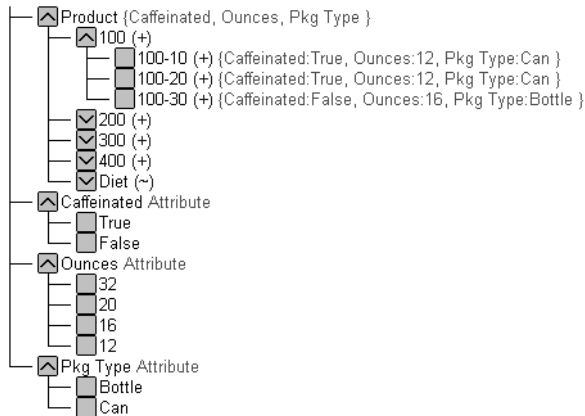 Product {Caffeinated, Ounces, Pkg Type }
100 (+)
100-10 (+) {Caffeinated:True, Ounces:12, Pkg Type:Can }
100-20 (+) {Caffeinated:True, Ounces:12, Pkg Type:Can }
100-30 (+) {Caffeinated:False, Ounces:16, Pkg Type:Bottle }
200 (+)
300 (+)
400 (+)
Diet (~)
Caffeinated Attribute
True
False
Ounces Attribute
32
20
16
12
Pkg Type Attribute
Bottle
Can